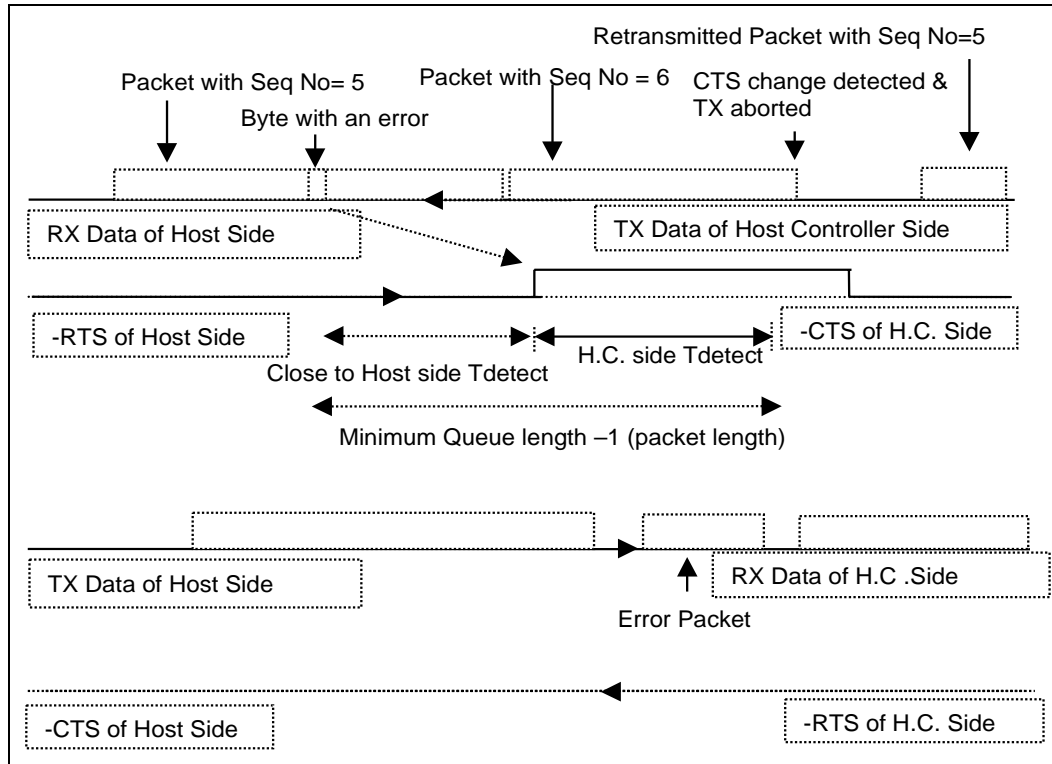 Retransmitted Packet with Seq No=5
Packet with Seq No= 5
Packet with Seq No = 6
CTS change detected &
TX aborted
Byte with an error
RX Data of Host Side
TX Data of Host Controller Side
-RTS of Host Side
-CTS of H.C. Side
H.C. side Tdetect
Close to Host side Tdetect
Minimum Queue length –1 (packet length)
TX Data of Host Side
RX Data of H.C .Side
Error Packet
-CTS of Host Side
-RTS of H.C. Side